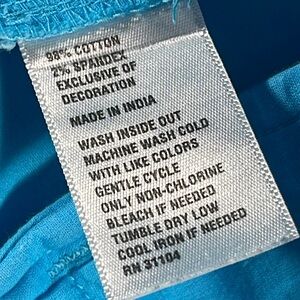 98% COTTON
2% SPANDEX
EXCLUSIVE OF
DECORATION
MADE IN INDIA
WASH INSIDE OUT
MACHINE WASH COLD
WITH LIKE COLORS
GENTLE CYCLE
ONLY NON-CHLORINE
BLEACH IF NEEDED
TUMBLE DRY LOW
COOL IRON IF NEEDED
RN 31104